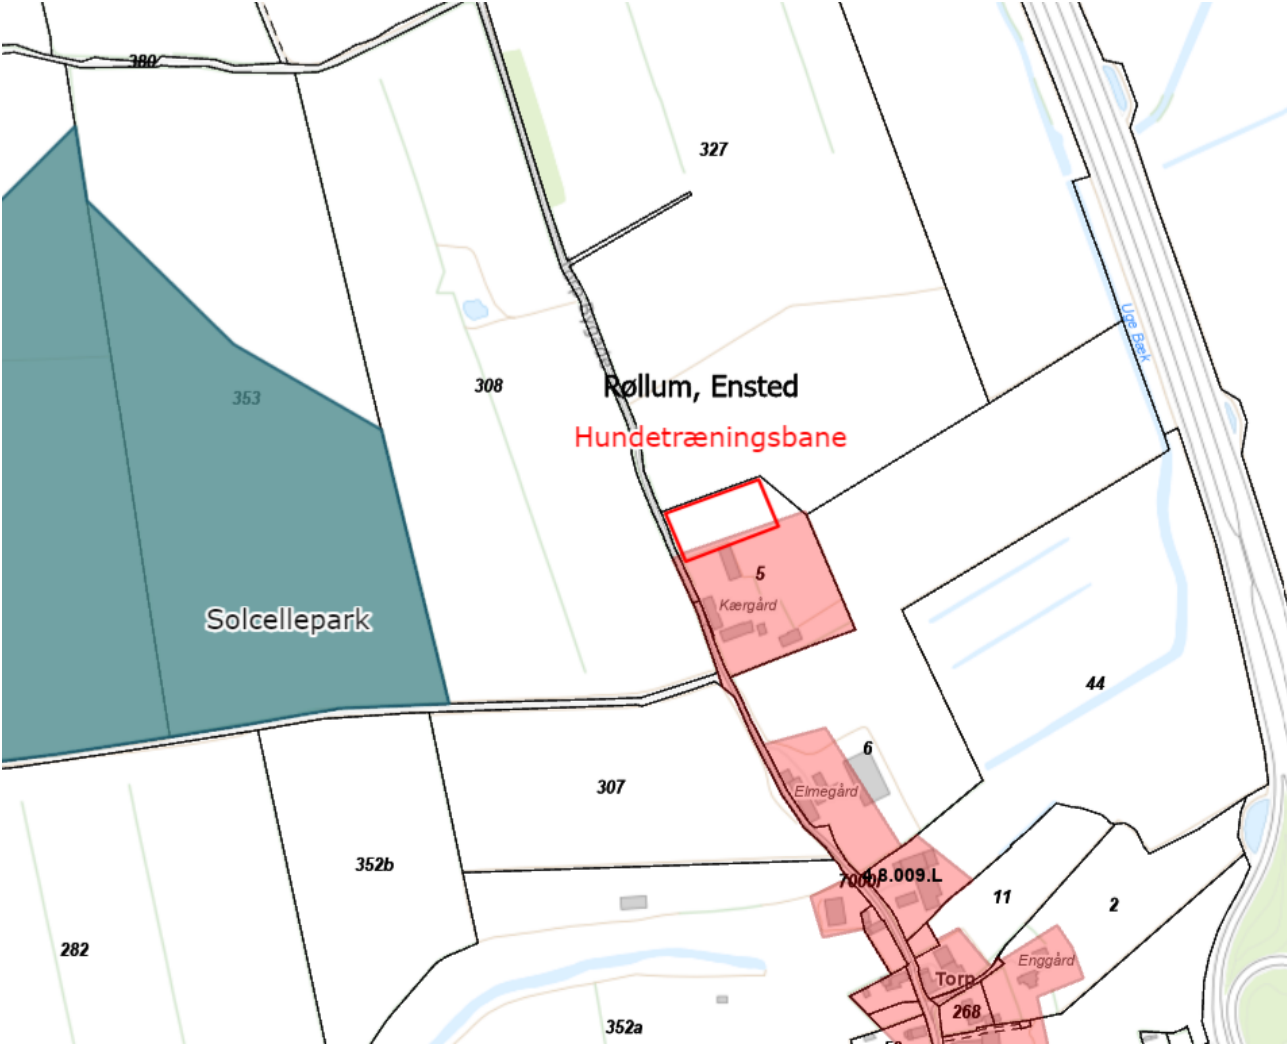 380
327
Uge Bæk
308
353
Røllum, Ensted
Hundetræningsbane
5
Kærgård
Solcellepark
44
6
307
Elmegård
352b
7000f
8.009.L
11
2
282
Enggård
Torp
268
352a